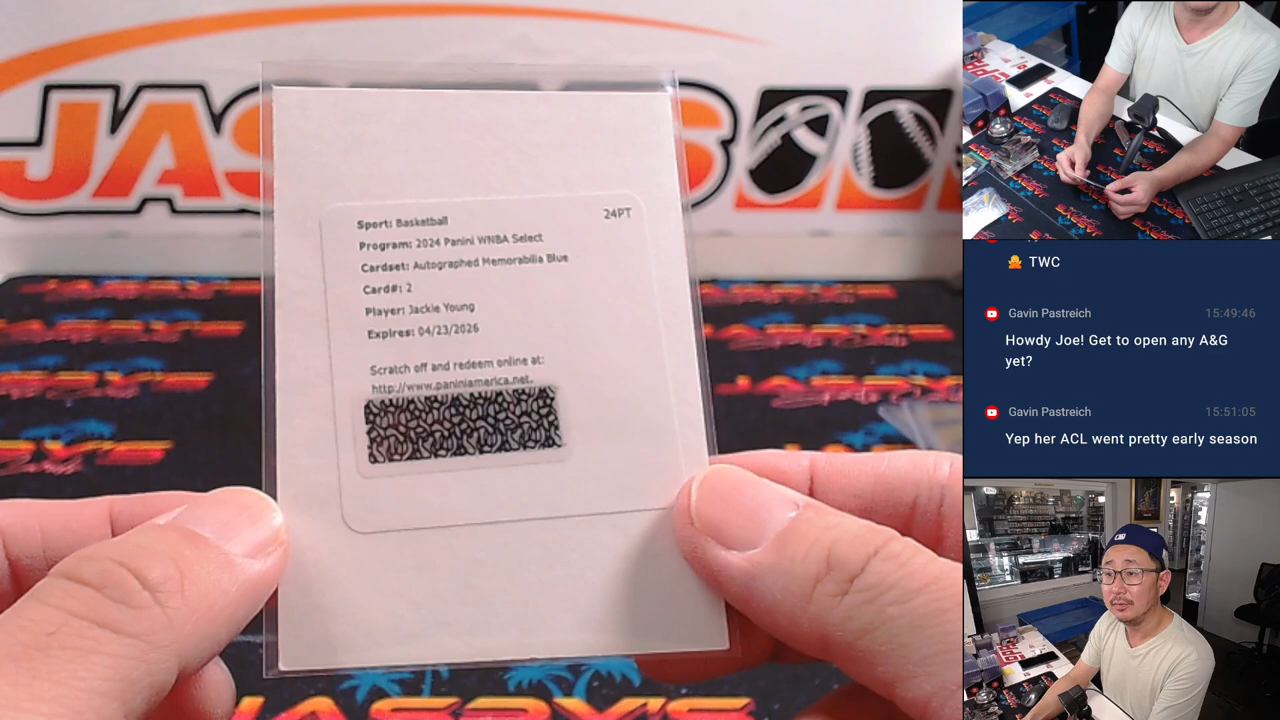 JASPY'S
Sport: Basketball
24PT
Program: 2024 Panini WNBA Select
Cardset: Autographed Memorabilia Blue
Card#: 2
Player: Jackie Young
Expires: 04/23/2026
Scratch off and redeem online at:
http://www.paniniamerica.net.
JASPY'S
TWC
Gavin Pastreich
15:49:46
Howdy Joe! Get to open any A&G
yet?
Gavin Pastreich
15:51:05
Yep her ACL went pretty early season